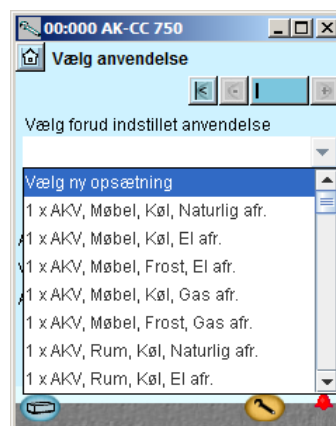 00:000 AK-CC 750
Vælg anvendelse
Vælg forud indstillet anvendelse
Vælg ny opsætning
1 x AKV, Møbel, Køl, Naturlig afr.
1 x AKV, Møbel, Køl, El afr.
1 x AKV, Møbel, Frost, El afr.
1 x AKV, Møbel, Køl, Gas afr.
1 x AKV, Møbel, Frost, Gas afr.
1 x AKV, Rum, Køl, Naturlig afr.
1 x AKV, Rum, Køl, El afr.